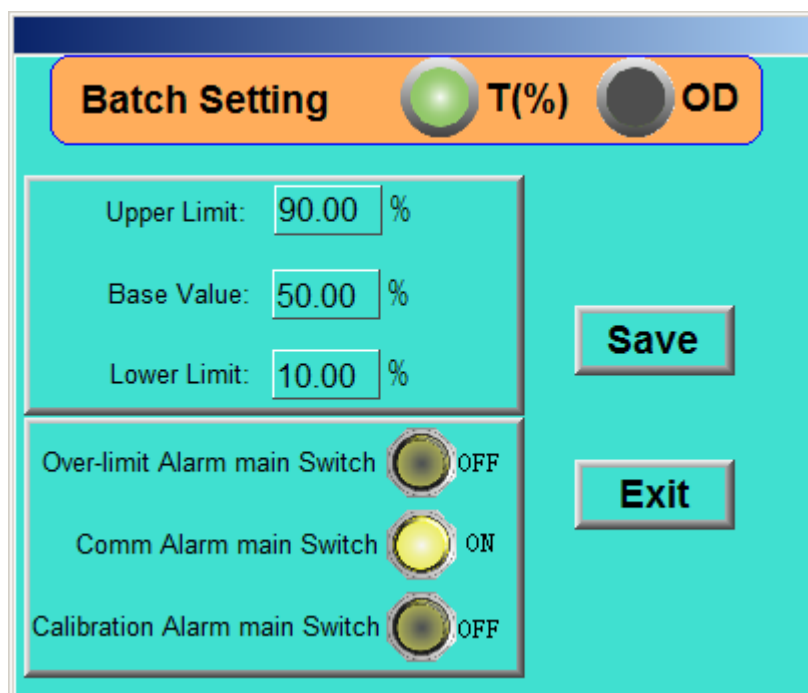 Batch Setting T(%) OD
Upper Limit: 90.00 %
Base Value: 50.00 %
Lower Limit: 10.00 %
Save
Over-limit Alarm main Switch OFF
Comm Alarm main Switch ON
Calibration Alarm main Switch OFF
Exit